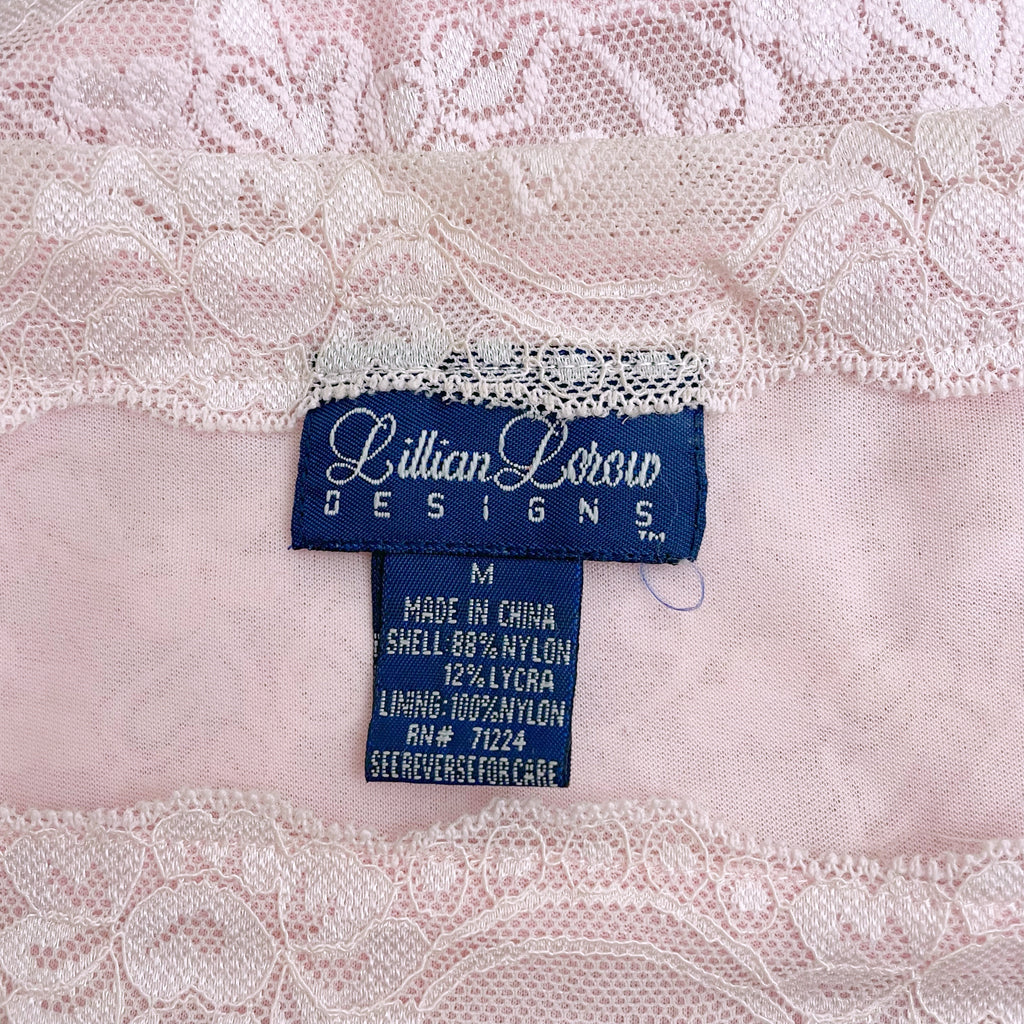 Lillian Lorow
DESIGNS
™
M
MADE IN CHINA
SHELL: 88% NYLON
12% LYCRA
LINING: 100% NYLON
RN# 71224
SEE REVERSE FOR CARE